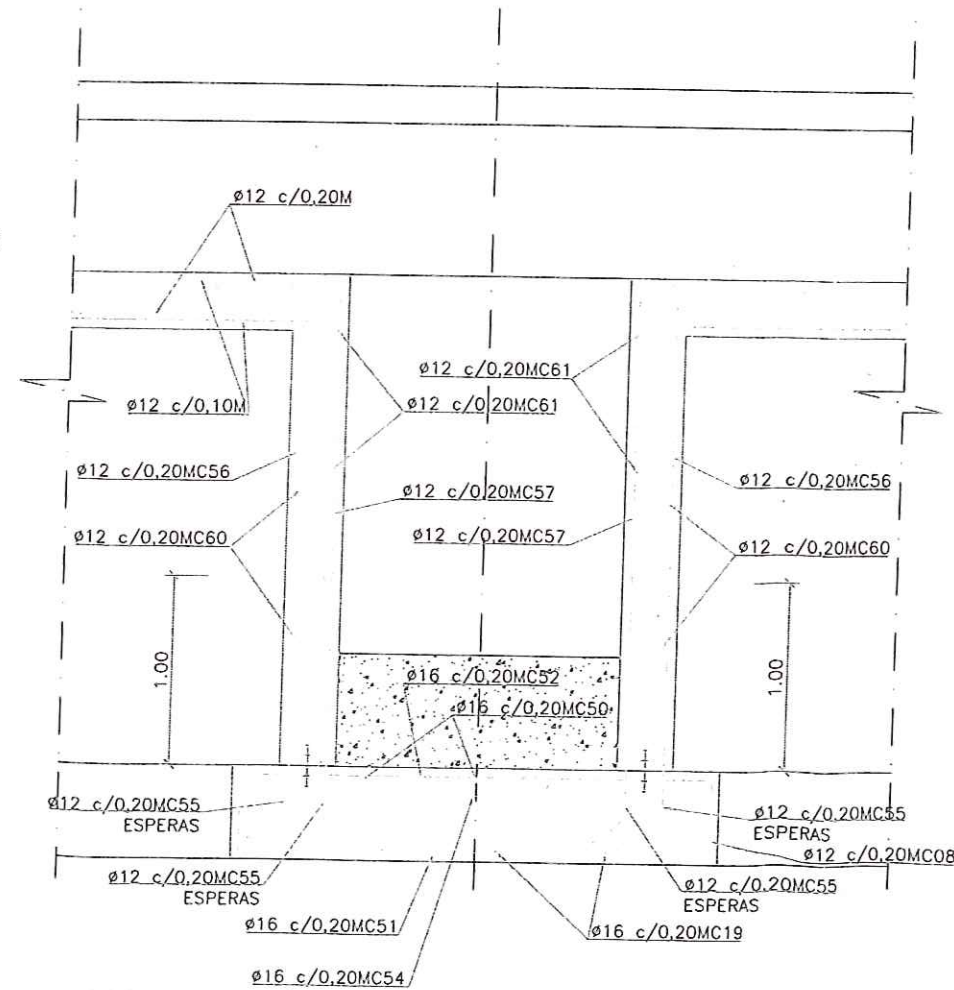 ø12 c/0,20M
ø12 c/0,10M
ø12 c/0,20MC61
ø12 c/0,20MC61
ø12 c/0,20MC56
ø12 c/0,20MC57
ø12 c/0,20MC56
ø12 c/0,20MC60
ø12 c/0,20MC57
ø12 c/0,20MC60
1.00
1.00
ø16 c/0,20MC52
ø16 c/0,20MC50
ø12 c/0,20MC55
ESPERAS
ø12 c/0,20MC55
ESPERAS
ø12 c/0,20MC08
ø12 c/0,20MC55
ESPERAS
ø12 c/0,20MC55
ESPERAS
ø16 c/0,20MC51
ø16 c/0,20MC19
ø16 c/0,20MC54